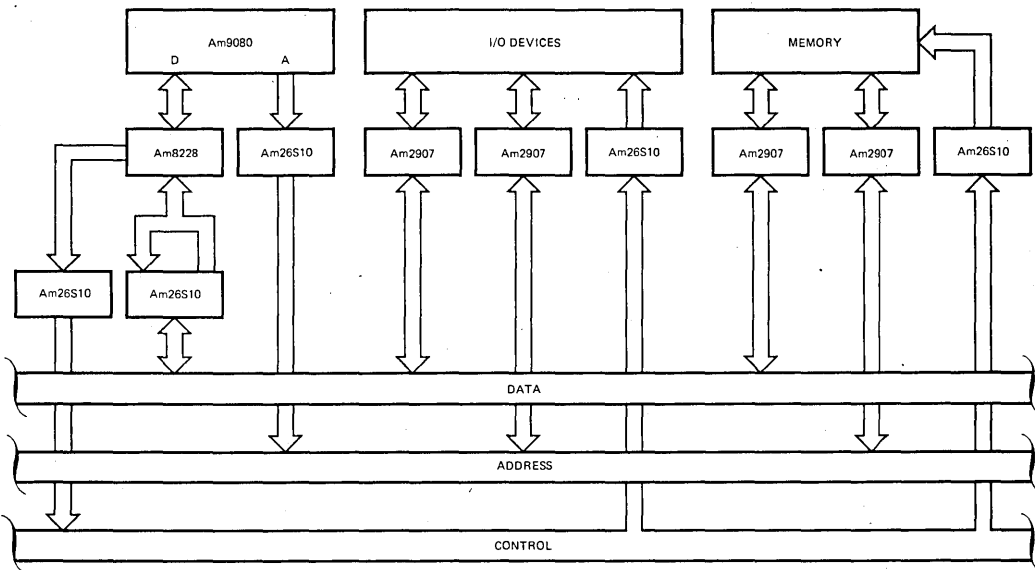 Am9080
D A
I/O DEVICES
MEMORY
Am8228
Am26S10
Am2907
Am2907
Am26S10
Am2907
Am2907
Am26S10
Am26S10
Am26S10
DATA
ADDRESS
CONTROL